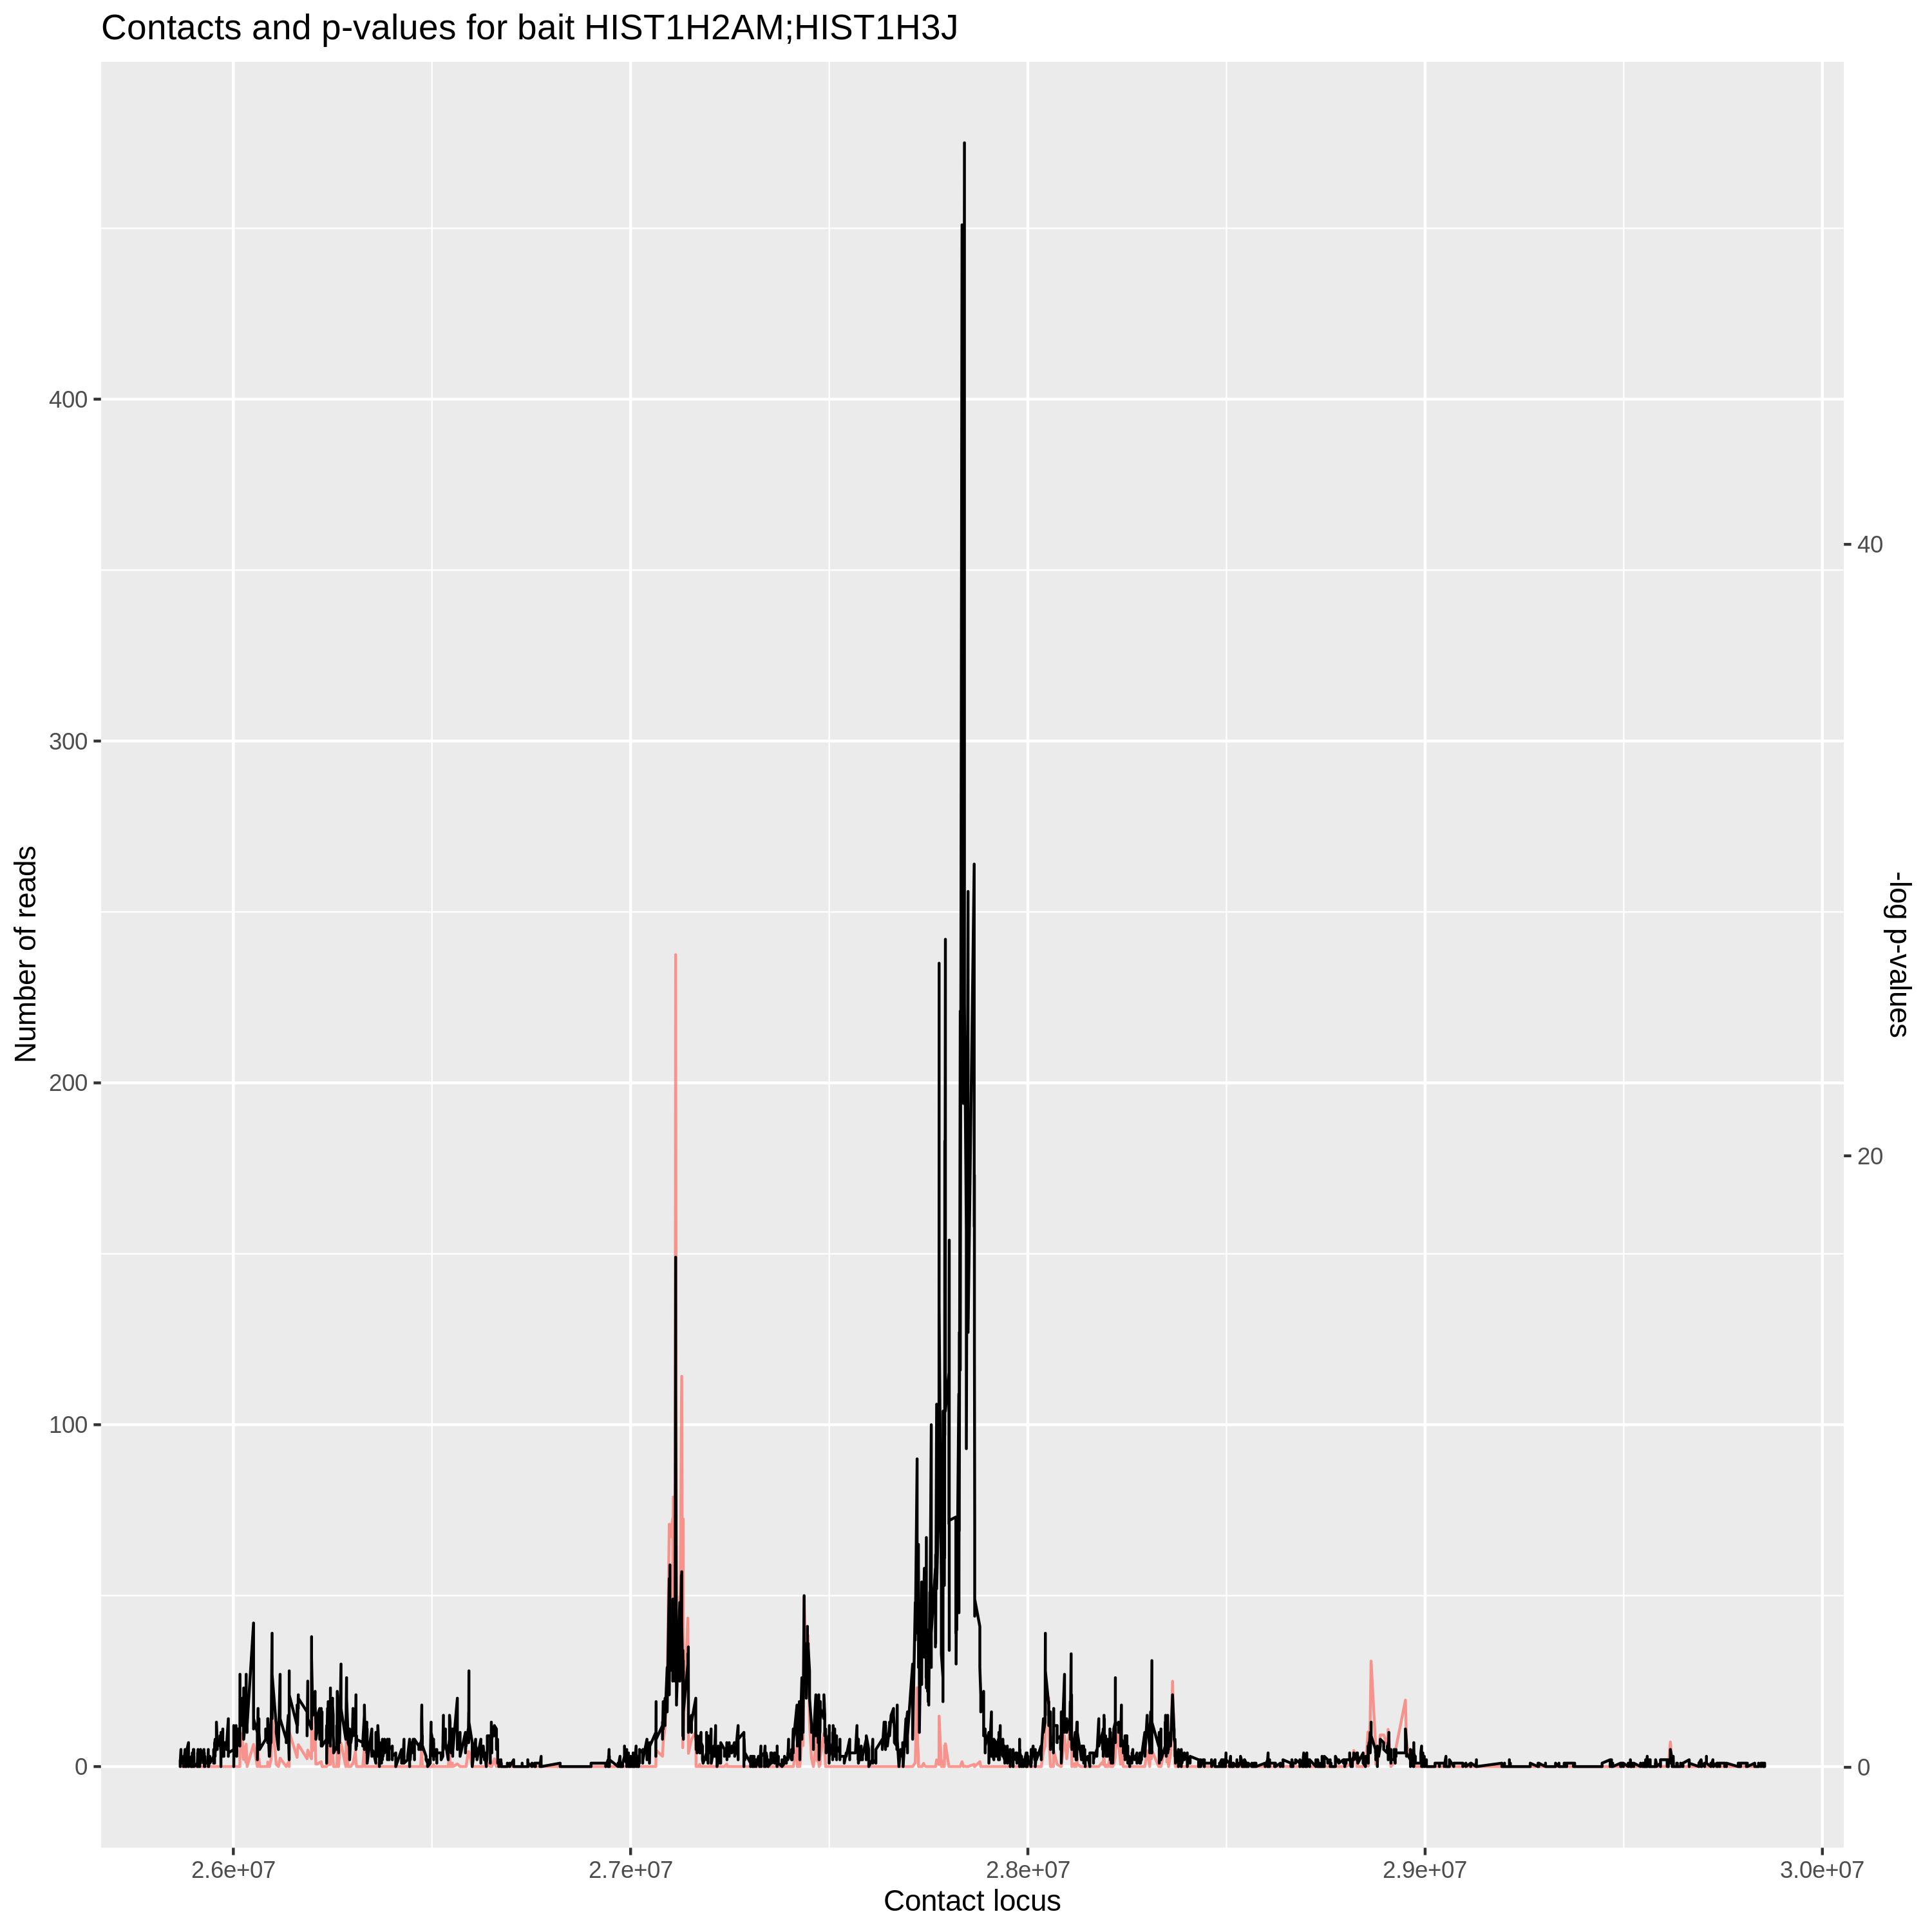 Contacts and p-values for bait HIST1H2AM;HIST1H3J
400
300
200
100
0
Number of reads
40
20
0
-log p-values
2.6e+07 2.7e+07 2.8e+07 2.9e+07 3.0e+07
Contact locus